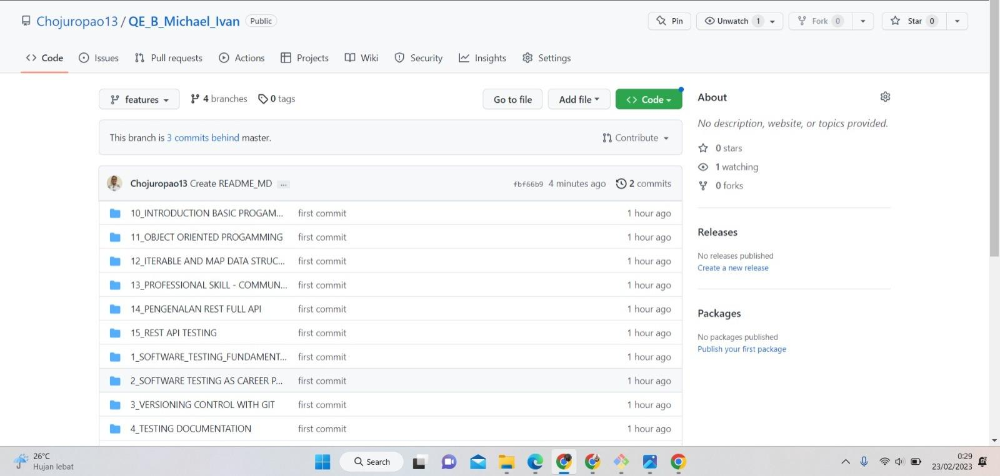 Chojuropao13 / QE_B_Michael_Ivan Public Pin Unwatch 1 Fork 0 Star 0
Code Issues Pull requests Actions Projects Wiki Security Insights Settings
features 4 branches 0 tags Go to file Add file Code
This branch is 3 commits behind master. Contribute
Chojuropao13 Create README_MD ... fbf66b9 4 minutes ago 2 commits
10_INTRODUCTION BASIC PROGAM... first commit 1 hour ago
11_OBJECT ORIENTED PROGAMMING first commit 1 hour ago
12_ITERABLE AND MAP DATA STRUC... first commit 1 hour ago
13_PROFESSIONAL SKILL - COMMUN... first commit 1 hour ago
14_PENGENALAN REST FULL API first commit 1 hour ago
15_REST API TESTING first commit 1 hour ago
1_SOFTWARE_TESTING_FUNDAMENT... first commit 1 hour ago
2_SOFTWARE TESTING AS CAREER P... first commit 1 hour ago
3_VERSIONING CONTROL WITH GIT first commit 1 hour ago
4_TESTING DOCUMENTATION first commit 1 hour ago
About
No description, website, or topics provided.
0 stars
1 watching
0 forks
Releases
No releases published
Create a new release
Packages
No packages published
Publish your first package
26°C
Hujan lebat
Search
0:29
23/02/2023